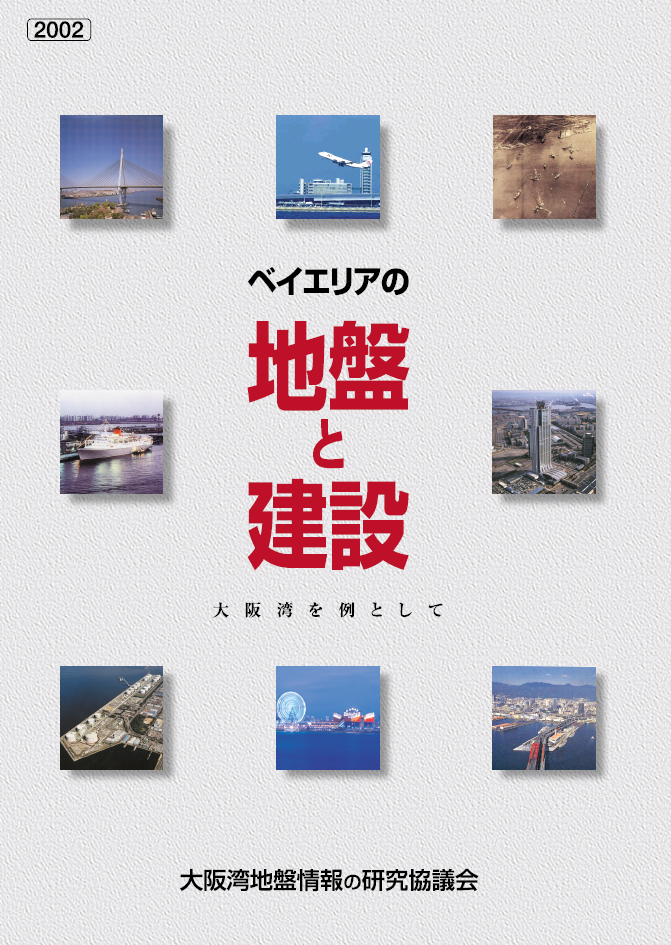 2002
ベイエリアの
地盤
と
建設
大阪湾を例として
大阪湾地盤情報の研究協議会